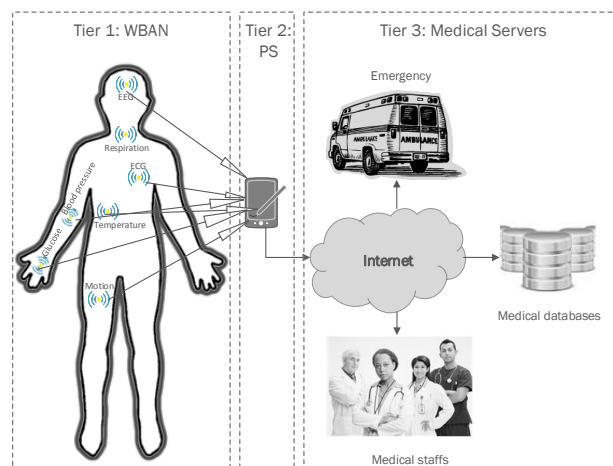 Tier 1: WBAN
Tier 2:
PS
Tier 3: Medical Servers
EEG
Respiration
ECG
Blood pressure
Temperature
Glucose
Motion
Emergency
AMBULANCE
AMBULANCE
Internet
Medical databases
Medical staffs